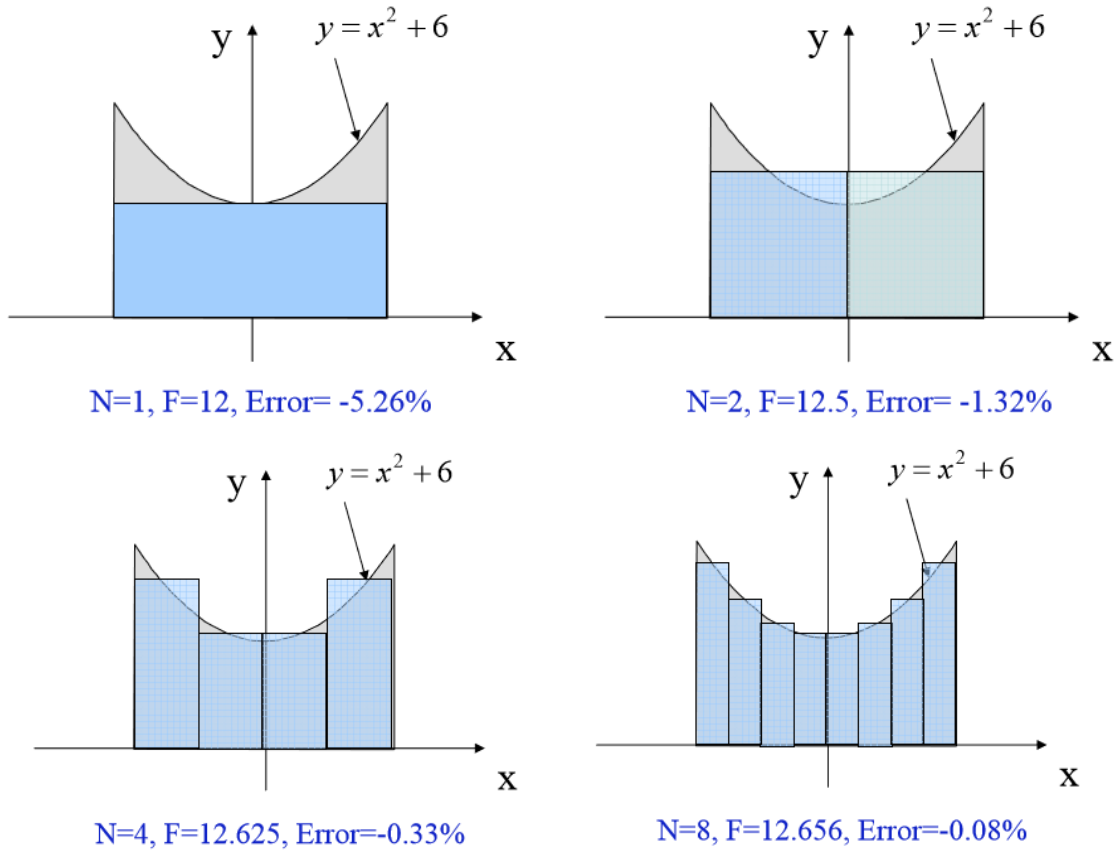 y
y = x² + 6
x
N=1, F=12, Error= -5.26%
y
y = x² + 6
x
N=2, F=12.5, Error= -1.32%
y
y = x² + 6
x
N=4, F=12.625, Error=-0.33%
y
y = x² + 6
x
N=8, F=12.656, Error=-0.08%